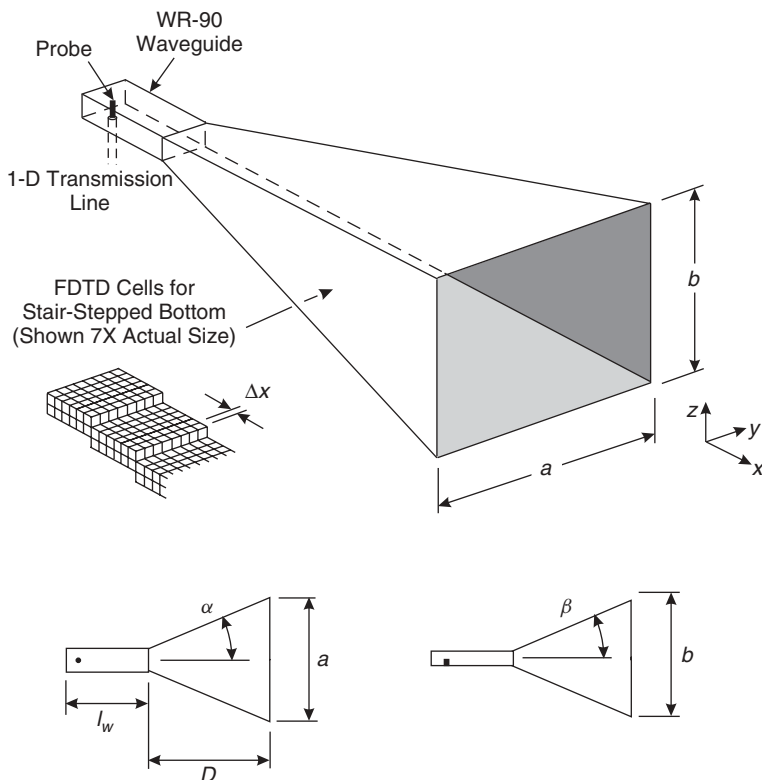 WR-90
Waveguide
Probe
1-D Transmission
Line
FDTD Cells for
Stair-Stepped Bottom
(Shown 7X Actual Size)
Δx
b
a
z
y
x
α
a
l_w
D
β
b